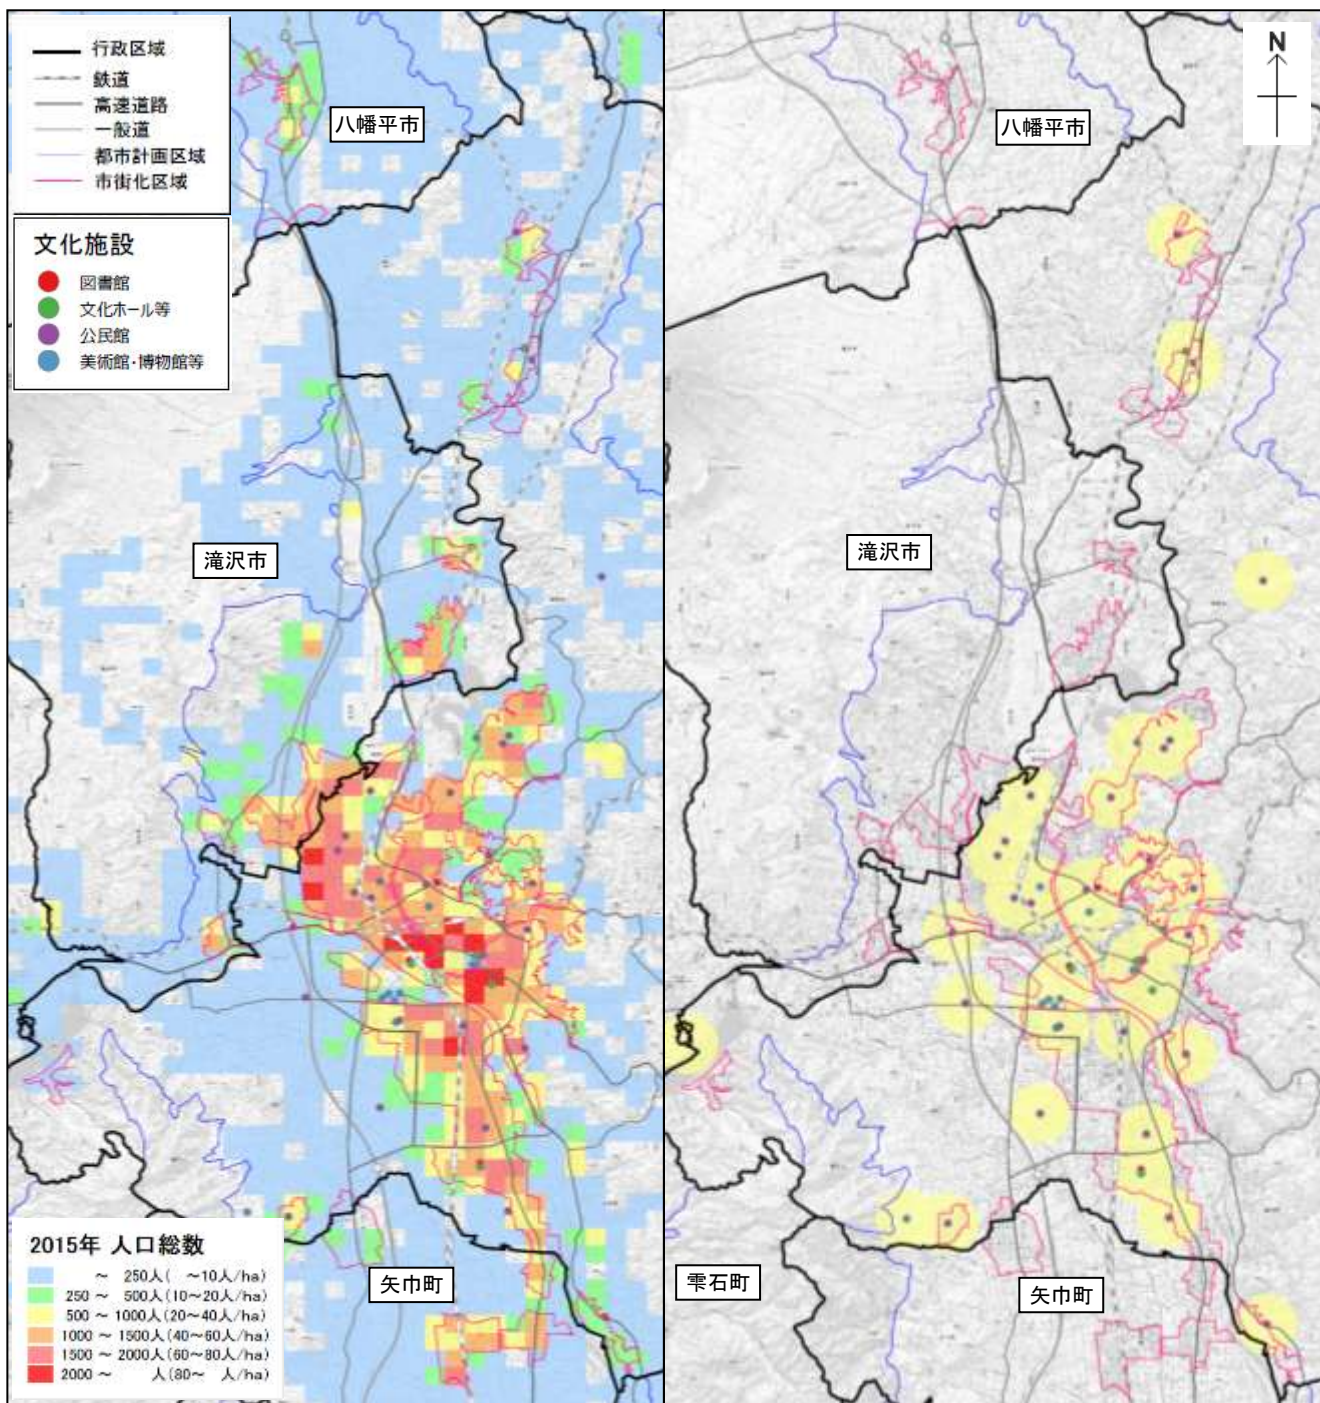 行政区域
鉄道
高速道路
一般道
都市計画区域
市街化区域
文化施設
図書館
文化ホール等
公民館
美術館・博物館等
八幡平市
滝沢市
矢巾町
2015年 人口総数
～ 250人( ～10人/ha)
250 ～ 500人(10～20人/ha)
500 ～ 1000人(20～40人/ha)
1000 ～ 1500人(40～60人/ha)
1500 ～ 2000人(60～80人/ha)
2000 ～ 人(80～ 人/ha)
N
八幡平市
滝沢市
雫石町
矢巾町